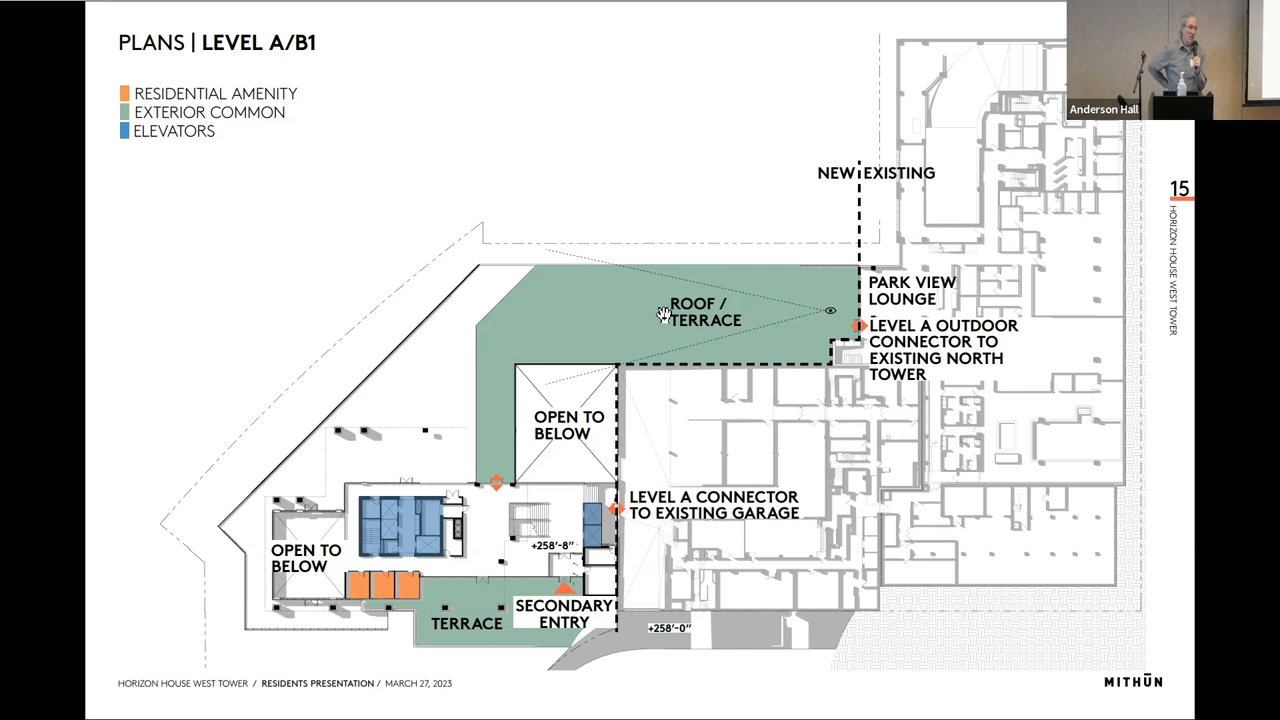 PLANS | LEVEL A/B1
RESIDENTIAL AMENITY
EXTERIOR COMMON
ELEVATORS
Anderson Hall
NEW EXISTING
15
HORIZON HOUSE WEST TOWER
PARK VIEW
LOUNGE
ROOF /
TERRACE
LEVEL A OUTDOOR
CONNECTOR TO
EXISTING NORTH
TOWER
OPEN TO
BELOW
LEVEL A CONNECTOR
TO EXISTING GARAGE
+258'-8"
OPEN TO
BELOW
SECONDARY
ENTRY
TERRACE
+258'-0"
HORIZON HOUSE WEST TOWER / RESIDENTS PRESENTATION / MARCH 27, 2023
MITHŪN